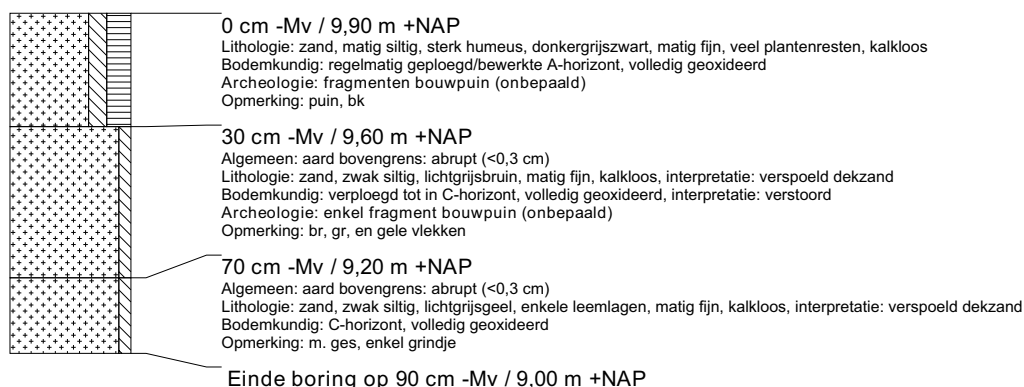 0 cm -Mv / 9,90 m +NAP
Lithologie: zand, matig siltig, sterk humeus, donkergrijszwart, matig fijn, veel plantenresten, kalkloos
Bodemkundig: regelmatig geploegd/bewerkte A-horizont, volledig geoxideerd
Archeologie: fragmenten bouwpuin (onbepaald)
Opmerking: puin, bk
30 cm -Mv / 9,60 m +NAP
Algemeen: aard bovengrens: abrupt (<0,3 cm)
Lithologie: zand, zwak siltig, lichtgrijsbruin, matig fijn, kalkloos, interpretatie: verspoeld dekzand
Bodemkundig: verploegd tot in C-horizont, volledig geoxideerd, interpretatie: verstoord
Archeologie: enkel fragment bouwpuin (onbepaald)
Opmerking: br, gr, en gele vlekken
70 cm -Mv / 9,20 m +NAP
Algemeen: aard bovengrens: abrupt (<0,3 cm)
Lithologie: zand, zwak siltig, lichtgrijsgeel, enkele leemlagen, matig fijn, kalkloos, interpretatie: verspoeld dekzand
Bodemkundig: C-horizont, volledig geoxideerd
Opmerking: m. ges, enkel grindje
Einde boring op 90 cm -Mv / 9,00 m +NAP